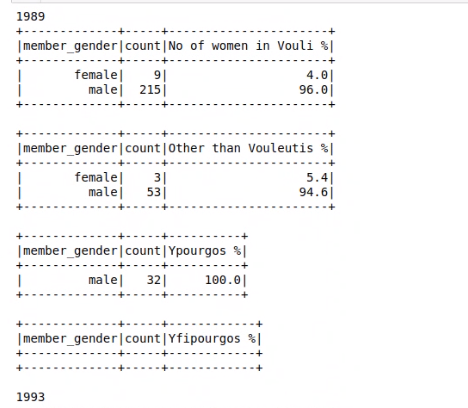 1989
+-------------+-----+----------------------+
|member_gender|count|No of women in Vouli %|
+-------------+-----+----------------------+
|       female|    9|                   4.0|
|         male|  215|                  96.0|
+-------------+-----+----------------------+
+-------------+-----+----------------------+
|member_gender|count|Other than Vouleutis %|
+-------------+-----+----------------------+
|       female|    3|                   5.4|
|         male|   53|                  94.6|
+-------------+-----+----------------------+
+-------------+-----+----------+
|member_gender|count|Ypourgos %|
+-------------+-----+----------+
|         male|   32|     100.0|
+-------------+-----+----------+
+-------------+-----+------------+
|member_gender|count|Yfipourgos %|
+-------------+-----+------------+
+-------------+-----+------------+
1993